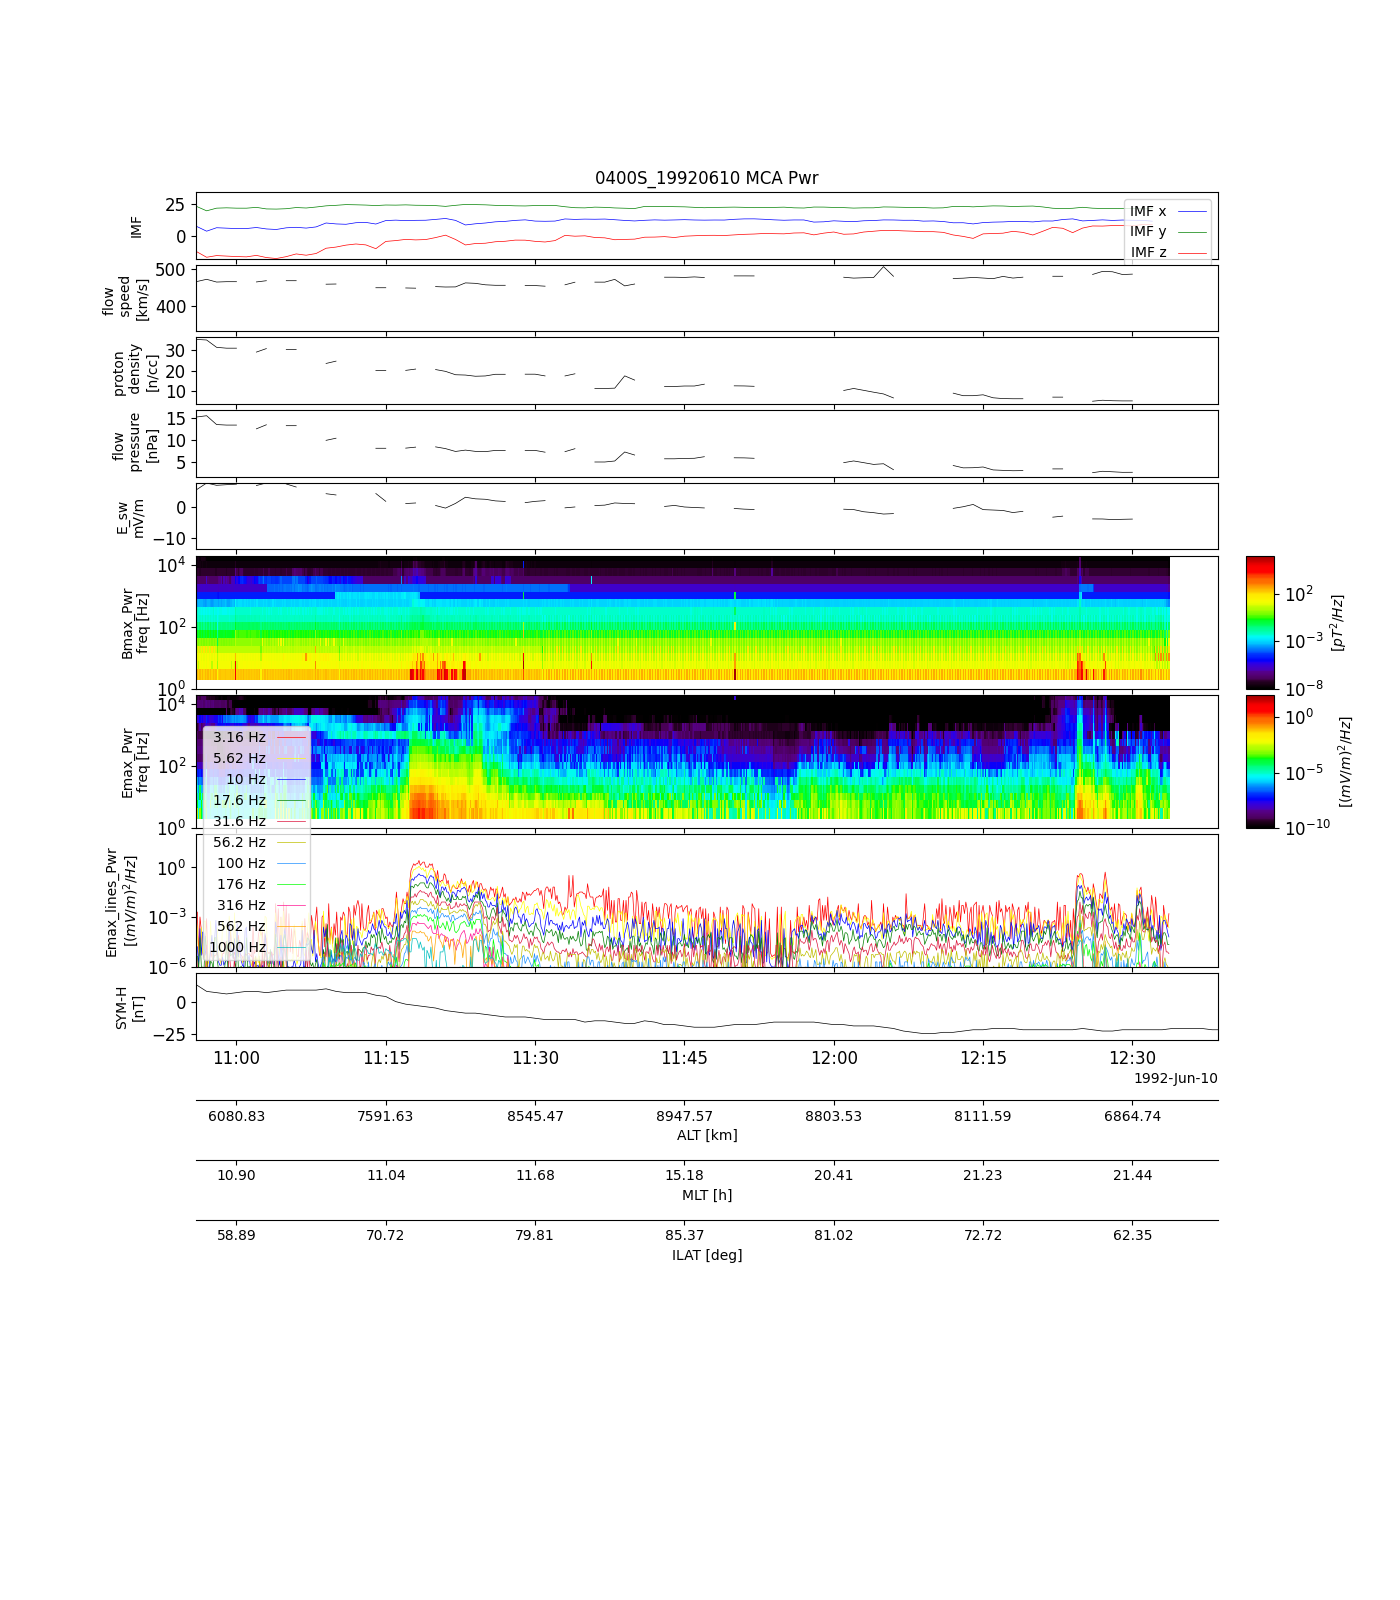 0400S_19920610 MCA Pwr
25
0
IMF
IMF x
IMF y
IMF z
500
400
flow
speed
[km/s]
30
20
10
proton
density
[n/cc]
15
10
5
flow
pressure
[nPa]
0
−10
E_sw
mV/m
10^4
10^2
10^0
Bmax_Pwr
freq [Hz]
10^2
10^−3
10^−8
[pT^2/Hz]
10^4
10^2
10^0
Emax_Pwr
freq [Hz]
10^0
10^−5
10^−10
[(mV/m)^2/Hz]
3.16 Hz
5.62 Hz
10 Hz
17.6 Hz
31.6 Hz
56.2 Hz
100 Hz
176 Hz
316 Hz
562 Hz
1000 Hz
10^0
10^−3
10^−6
Emax_lines_Pwr
[(mV/m)^2/Hz]
0
−25
SYM-H
[nT]
11:00 11:15 11:30 11:45 12:00 12:15 12:30
1992-Jun-10
6080.83 7591.63 8545.47 8947.57 8803.53 8111.59 6864.74
ALT [km]
10.90 11.04 11.68 15.18 20.41 21.23 21.44
MLT [h]
58.89 70.72 79.81 85.37 81.02 72.72 62.35
ILAT [deg]